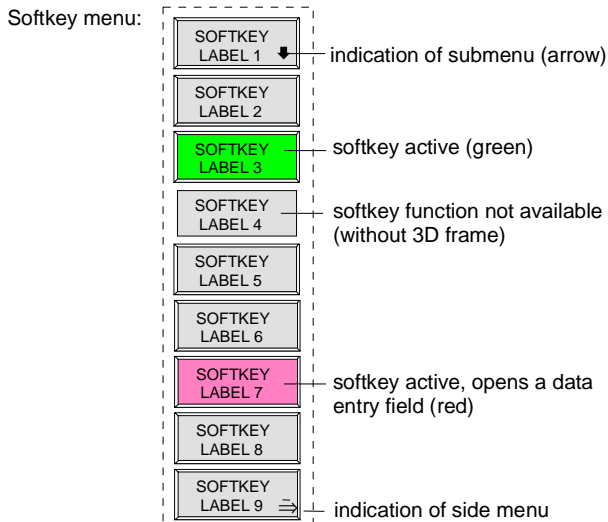 Softkey menu:
SOFTKEY
LABEL 1
indication of submenu (arrow)
SOFTKEY
LABEL 2
SOFTKEY
LABEL 3
softkey active (green)
SOFTKEY
LABEL 4
softkey function not available
(without 3D frame)
SOFTKEY
LABEL 5
SOFTKEY
LABEL 6
SOFTKEY
LABEL 7
softkey active, opens a data
entry field (red)
SOFTKEY
LABEL 8
SOFTKEY
LABEL 9
indication of side menu